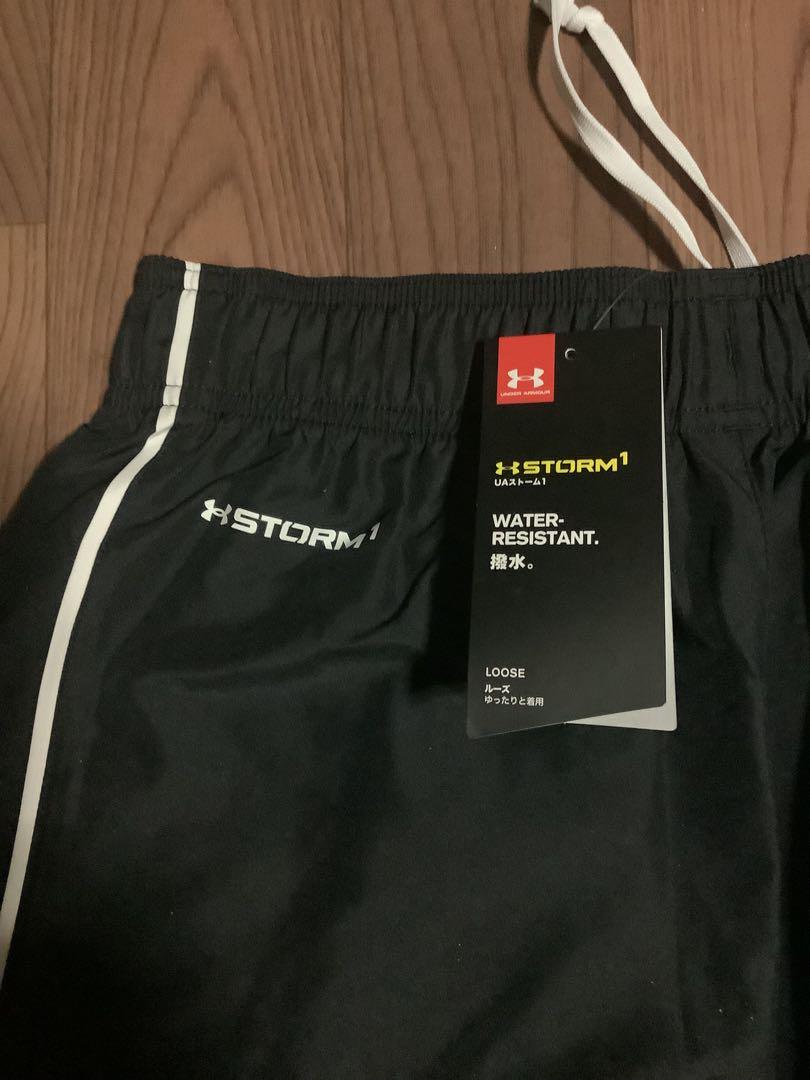 UNDER ARMOUR
STORM1
UAストーム1
WATER-
RESISTANT.
撥水。
LOOSE
ルーズ
ゆったりと着用
STORM1